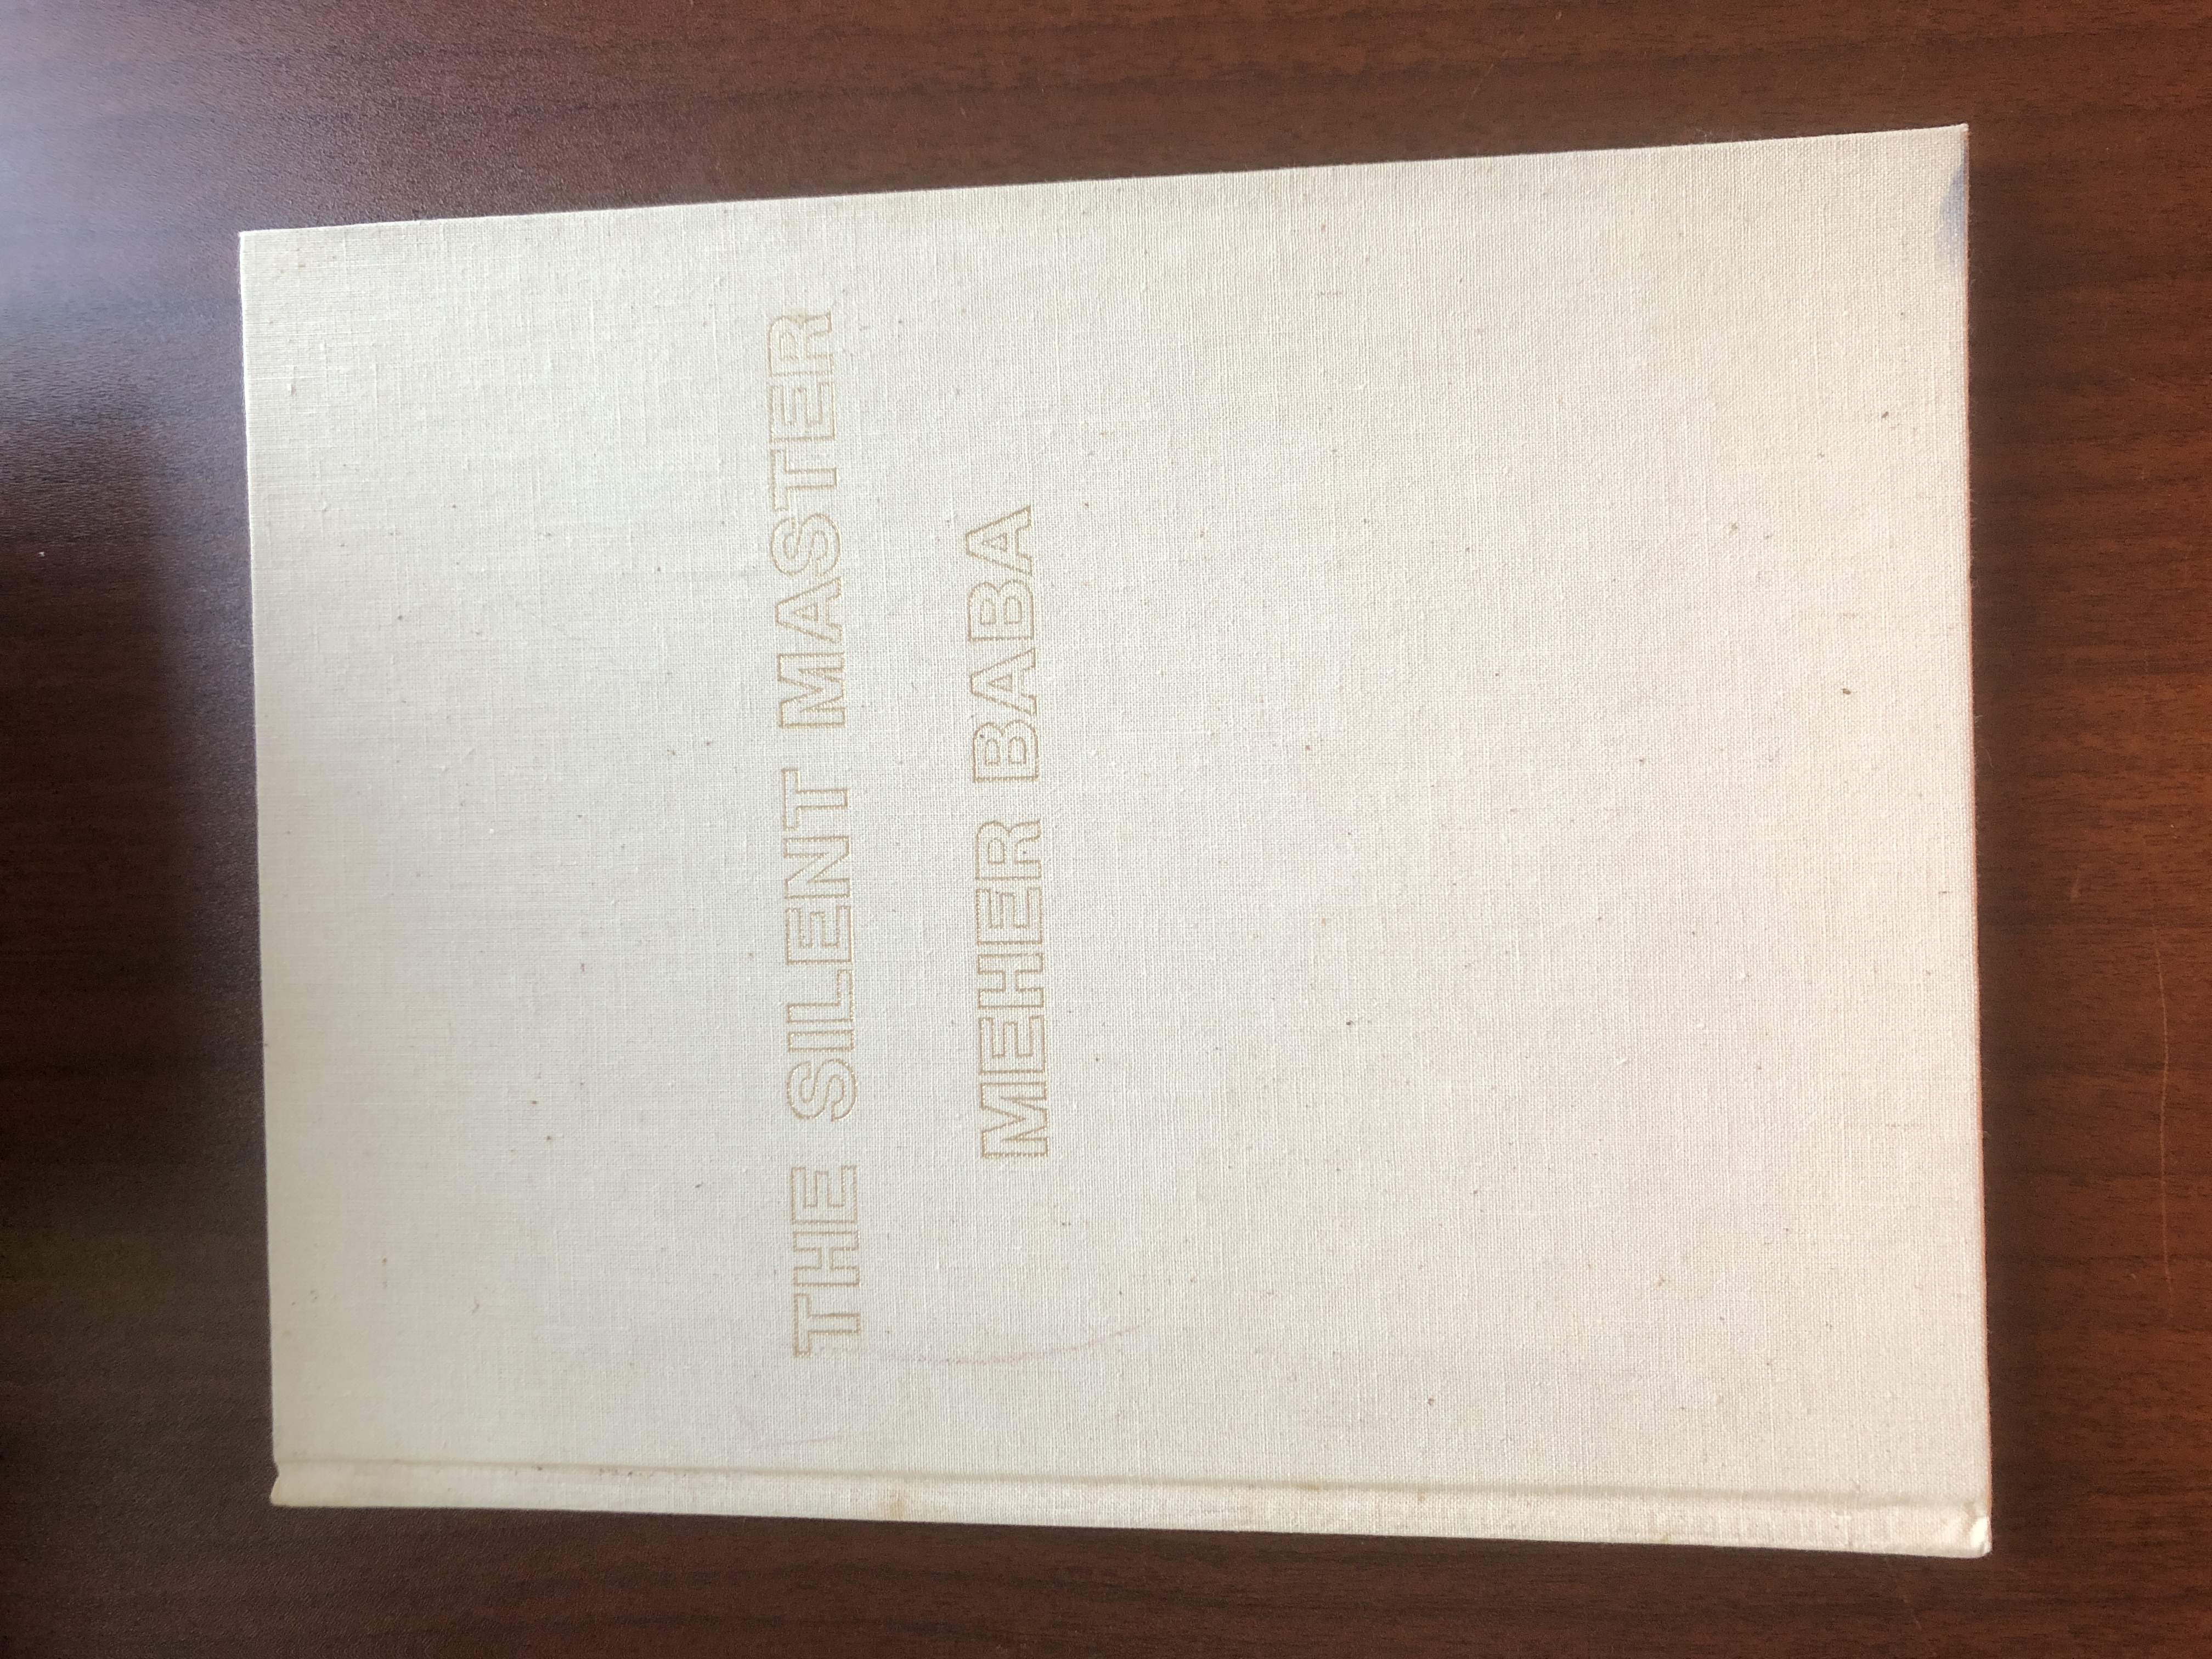 THE SILENT MASTER
MEHER BABA